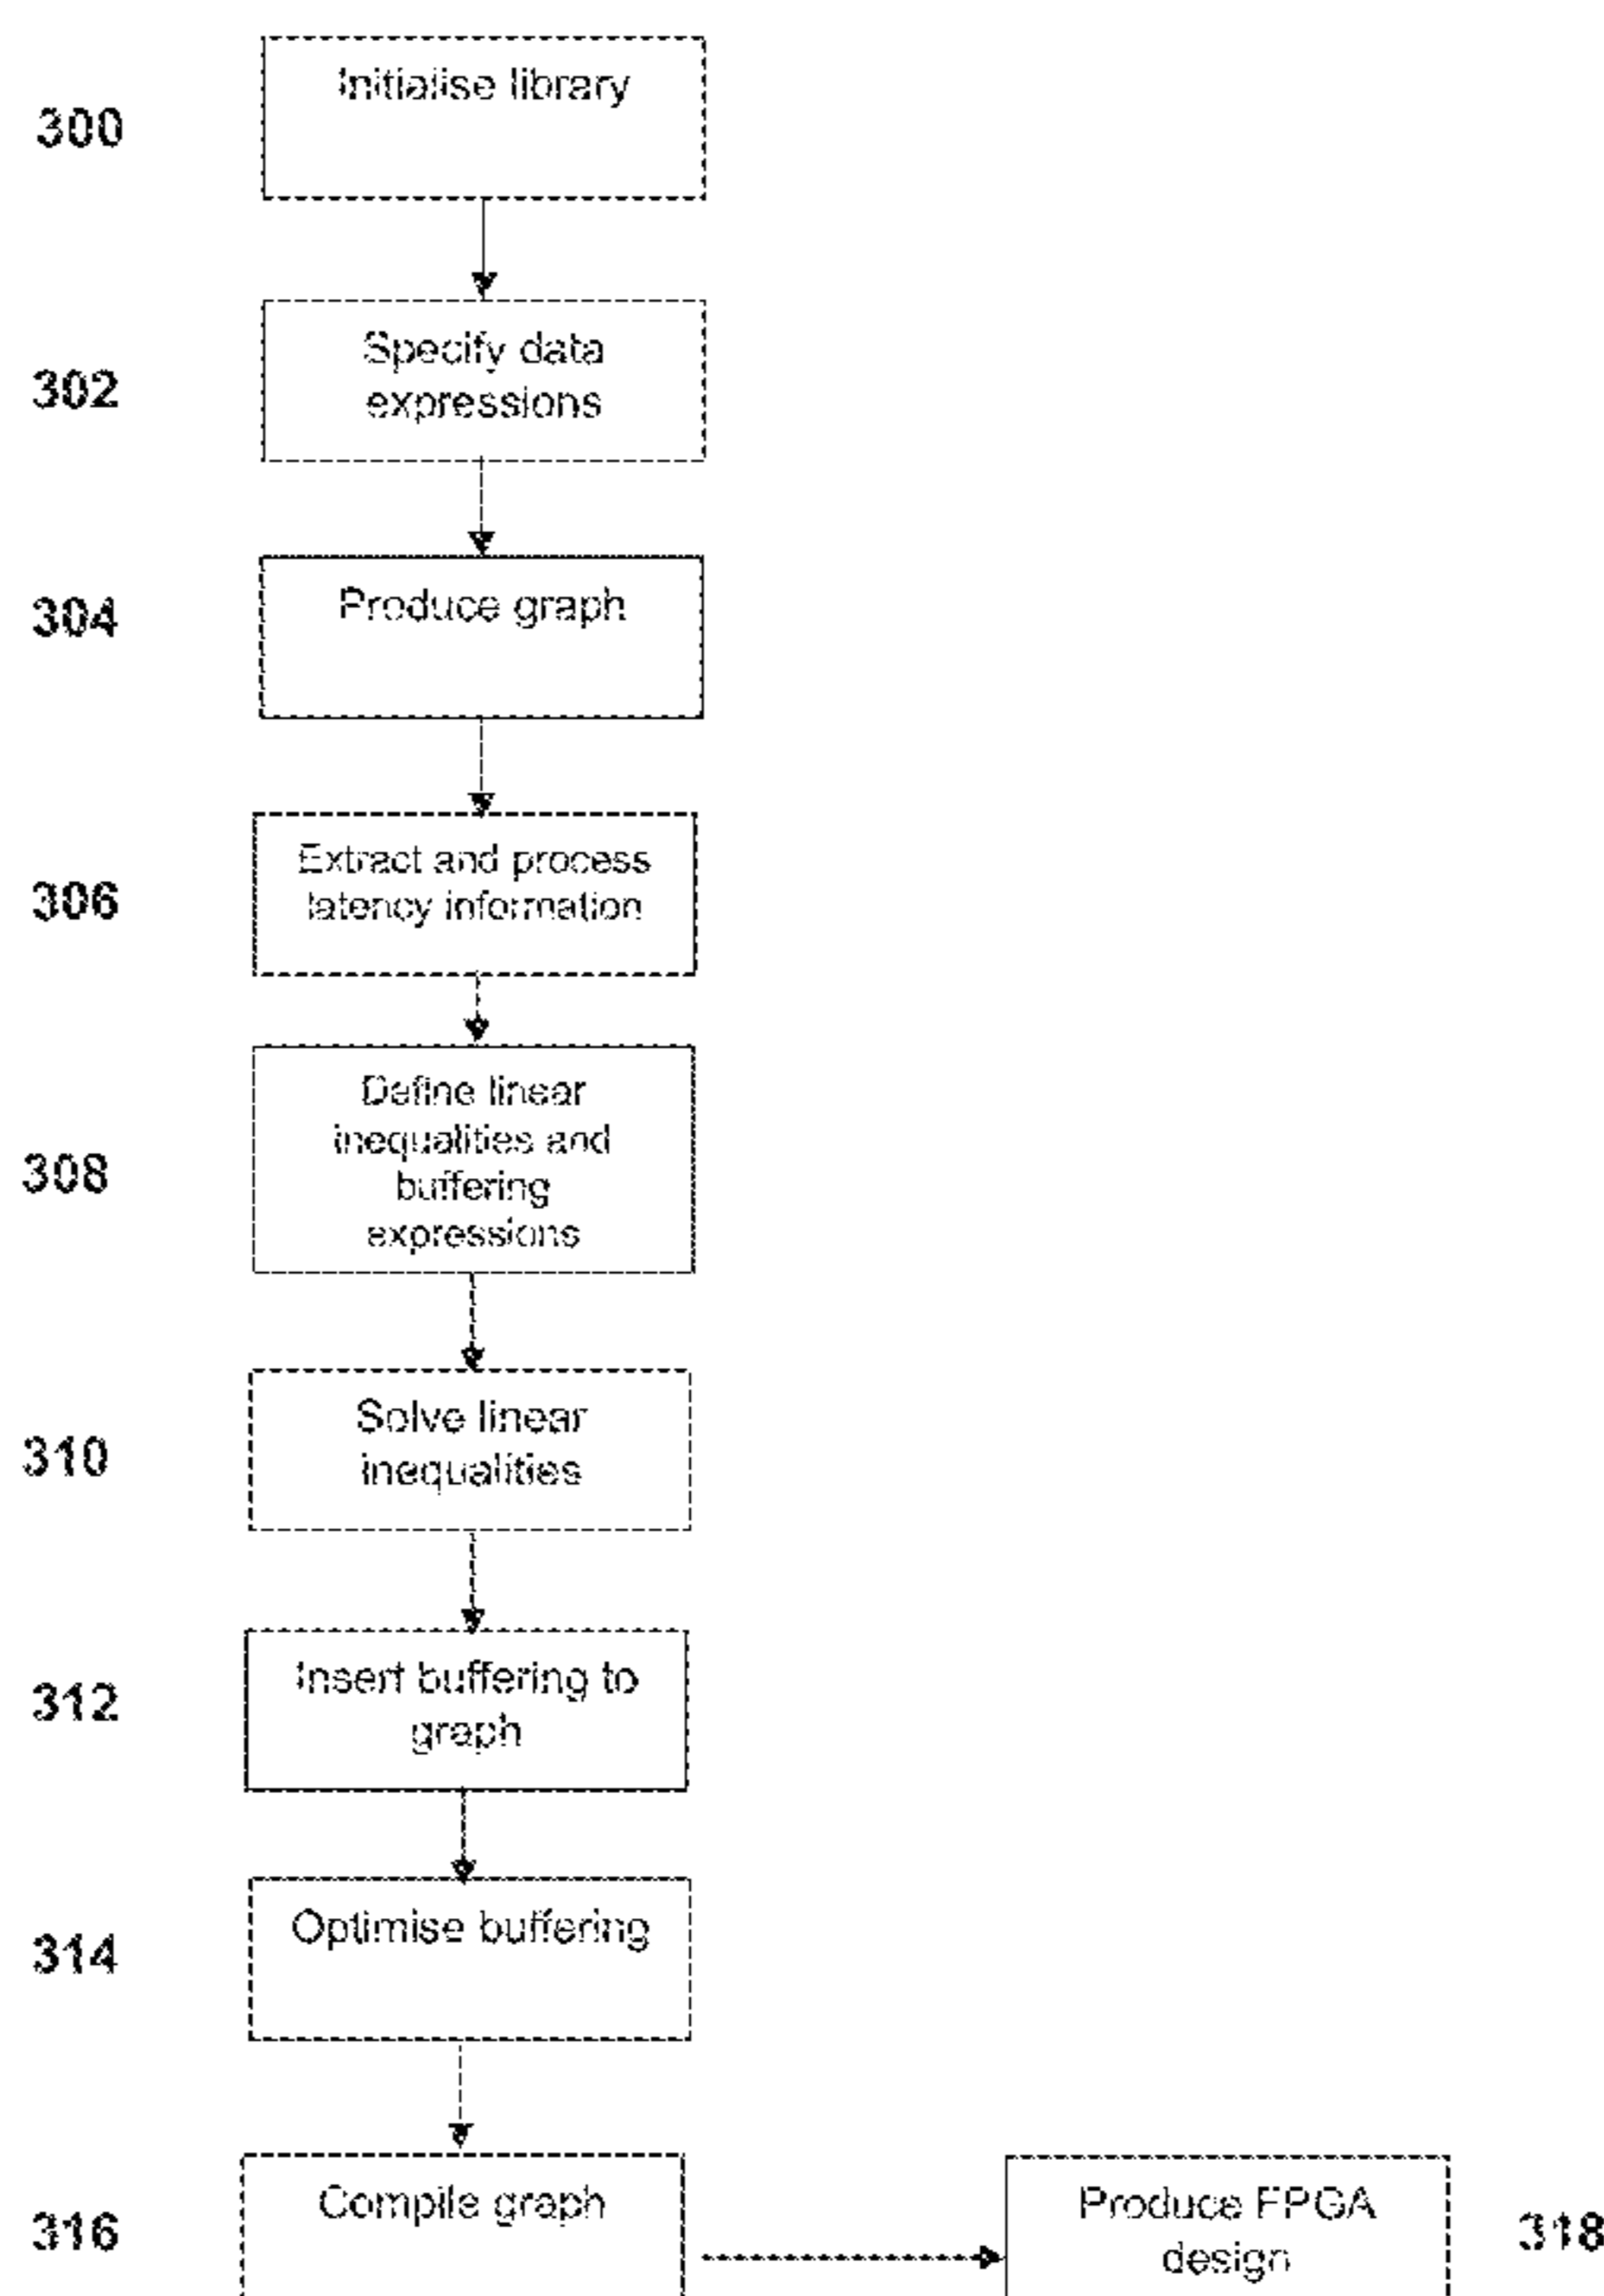 300
Initialise library
302
Specify data
expressions
304
Produce graph
306
Extract and process
latency information
308
Define linear
inequalities and
buffering
expressions
310
Solve linear
inequalities
312
Insert buffering to
graph
314
Optimise buffering
316
Compile graph
Produce FPGA
design
318